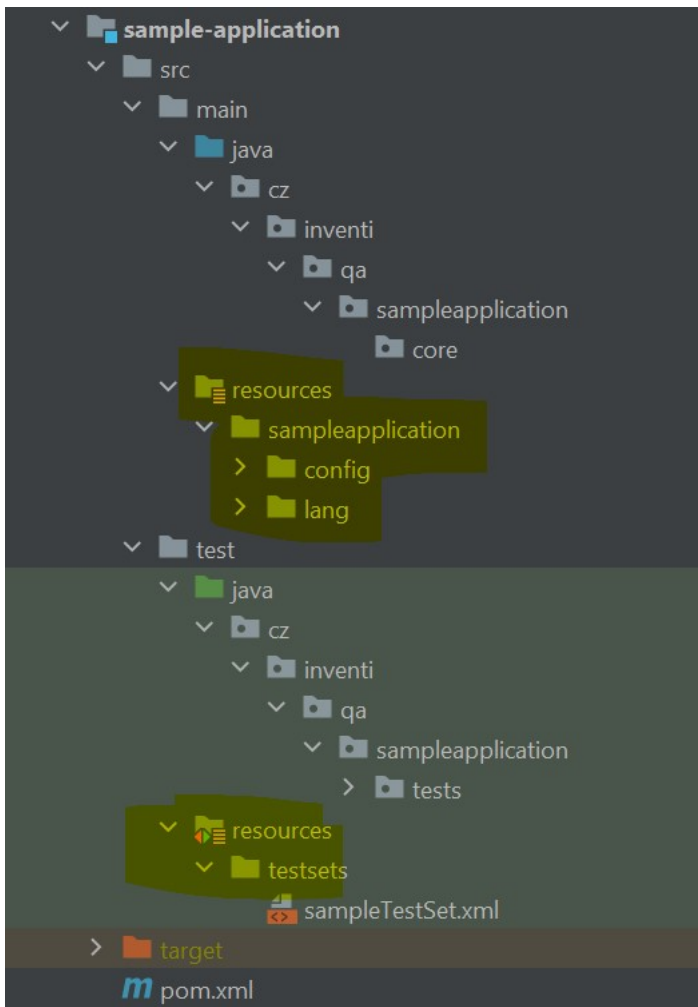 sample-application
src
main
java
cz
inventi
qa
sampleapplication
core
resources
sampleapplication
config
lang
test
java
cz
inventi
qa
sampleapplication
tests
resources
testsets
sampleTestSet.xml
target
pom.xml